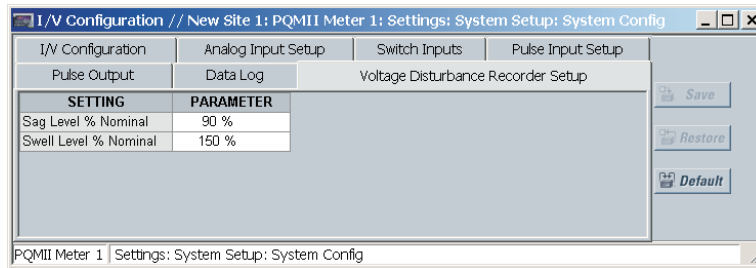 I/V Configuration // New Site 1: PQMII Meter 1: Settings: System Setup: System Config
I/V Configuration Analog Input Setup Switch Inputs Pulse Input Setup
Pulse Output Data Log Voltage Disturbance Recorder Setup
SETTING PARAMETER
Sag Level % Nominal 90 %
Swell Level % Nominal 150 %
Save
Restore
Default
PQMII Meter 1 Settings: System Setup: System Config